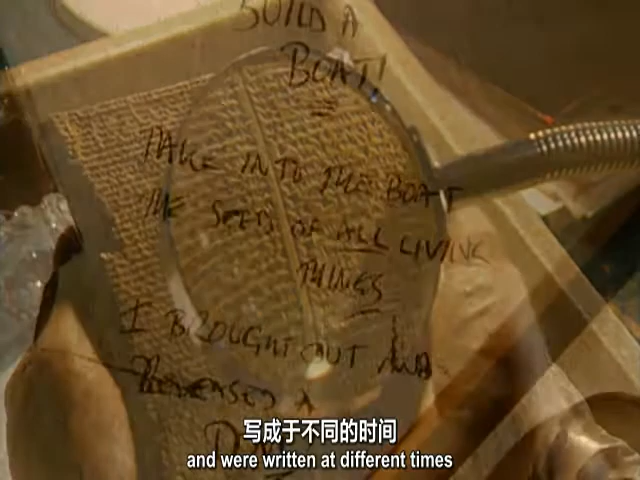 BUILD A
BOAT!
TAKE INTO THE BOAT
THE SEEDS OF ALL LIVING
THINGS
I BROUGHT OUT AND
RELEASED A
写成于不同的时间
and were written at different times